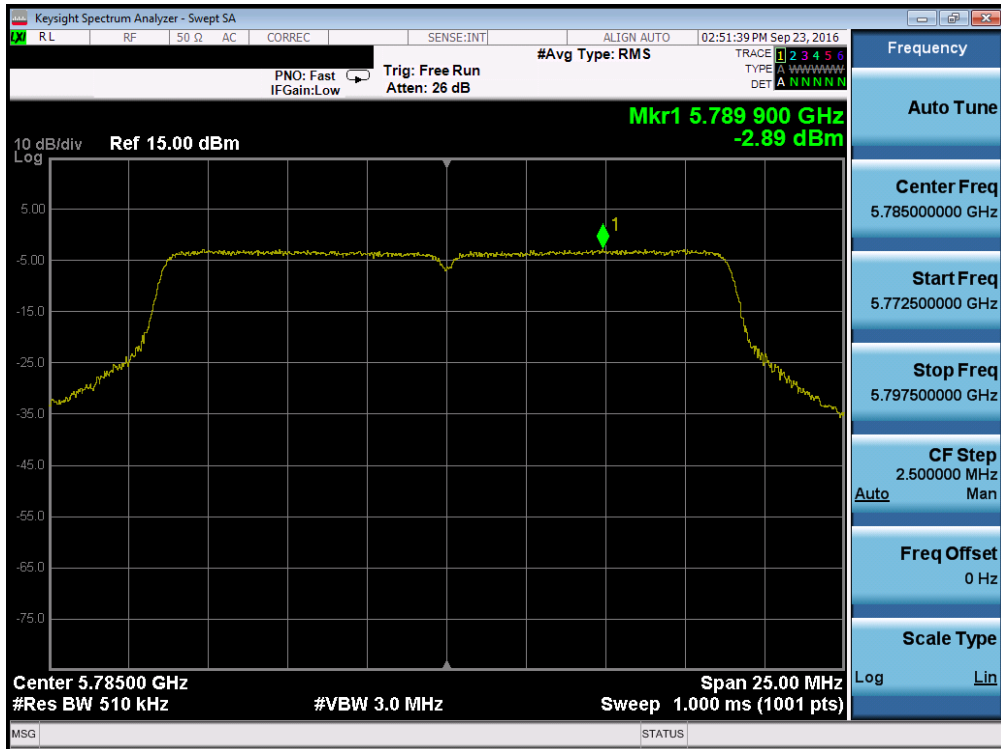 Keysight Spectrum Analyzer - Swept SA
LXI RL RF 50 Ω AC CORREC SENSE:INT ALIGN AUTO 02:51:39 PM Sep 23, 2016
#Avg Type: RMS TRACE 1 2 3 4 5 6
PNO: Fast Trig: Free Run TYPE A WWWWW
IFGain:Low Atten: 26 dB DET A N N N N N
Mkr1 5.789 900 GHz
-2.89 dBm
10 dB/div Ref 15.00 dBm
Log
1
5.00
-5.00
-15.0
-25.0
-35.0
-45.0
-55.0
-65.0
-75.0
Center 5.78500 GHz Span 25.00 MHz
#Res BW 510 kHz #VBW 3.0 MHz Sweep 1.000 ms (1001 pts)
MSG STATUS
Frequency
Auto Tune
Center Freq
5.785000000 GHz
Start Freq
5.772500000 GHz
Stop Freq
5.797500000 GHz
CF Step
2.500000 MHz
Auto Man
Freq Offset
0 Hz
Scale Type
Log Lin